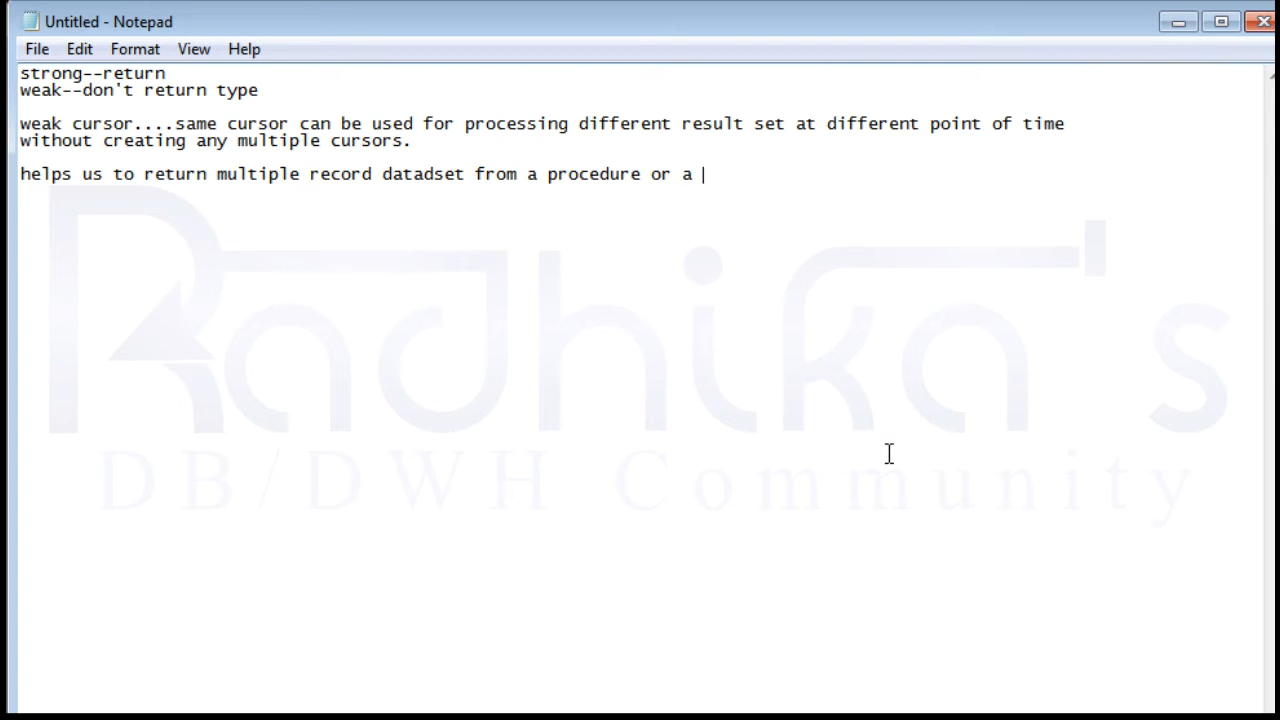 Untitled - Notepad
File Edit Format View Help
strong--return
weak--don't return type
weak cursor....same cursor can be used for processing different result set at different point of time
without creating any multiple cursors.
helps us to return multiple record datadset from a procedure or a
Radhika's
DB/DWH Community